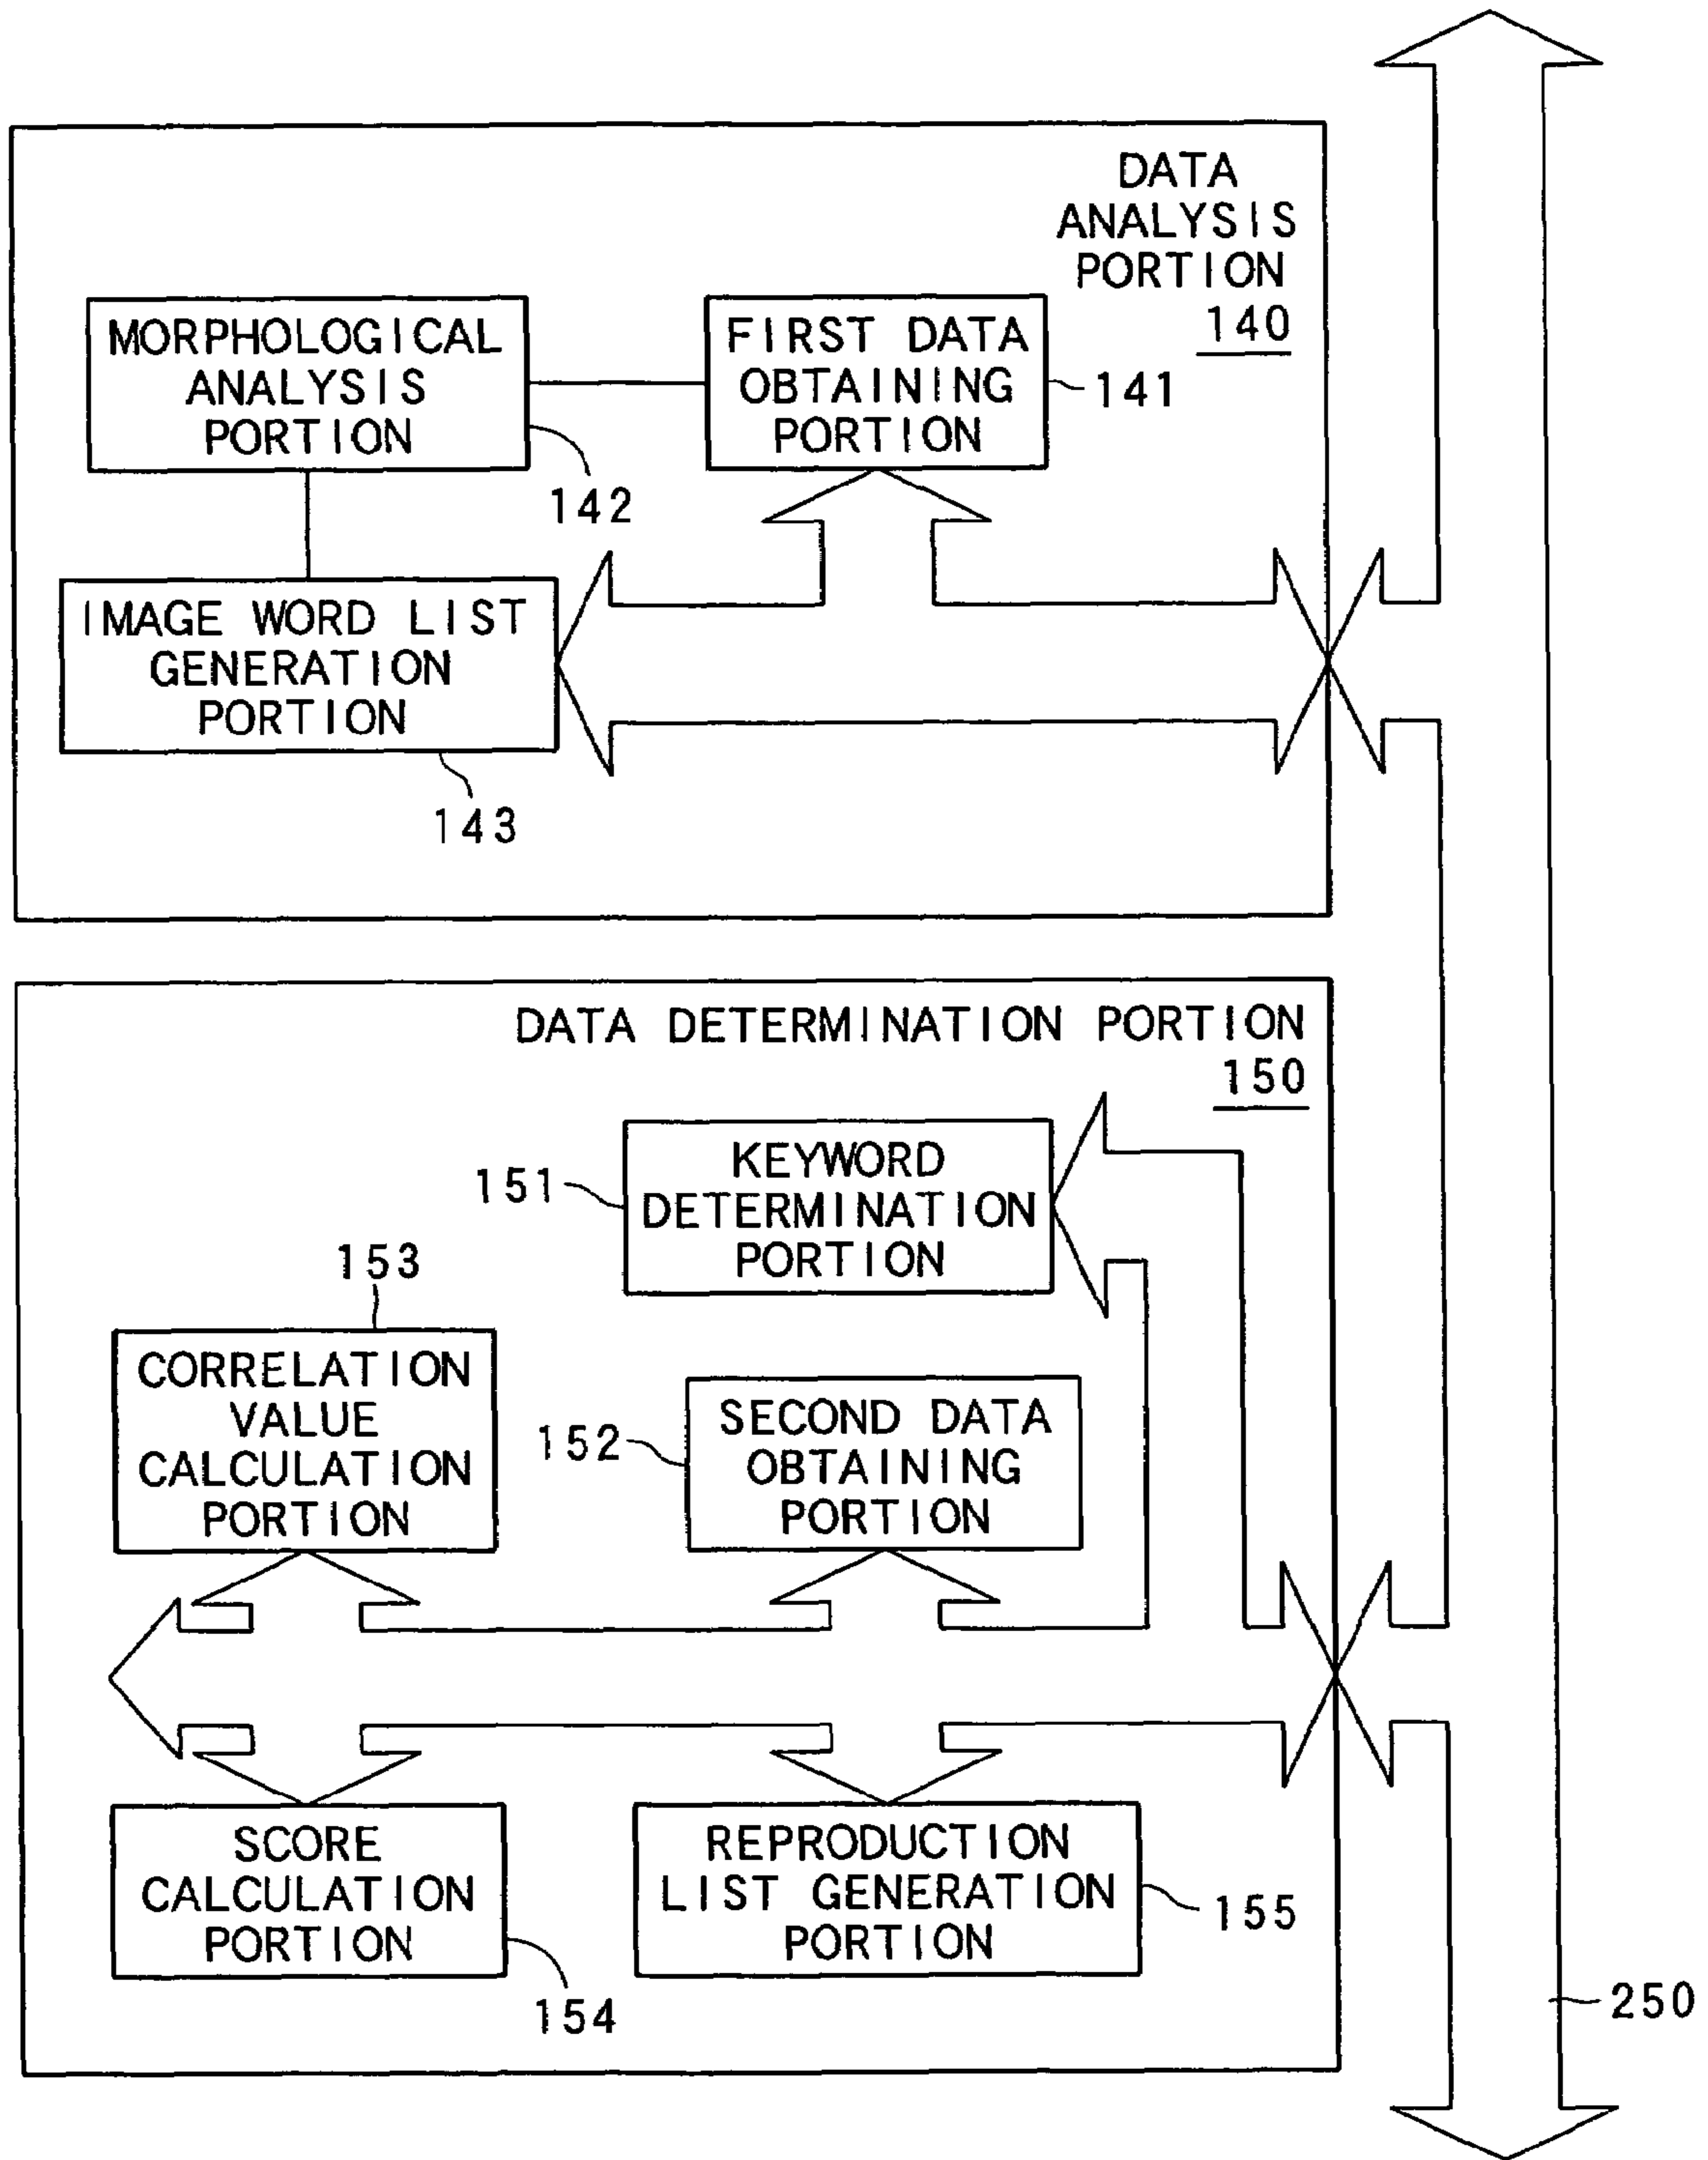 DATA
ANALYSIS
PORTION
140
MORPHOLOGICAL
ANALYSIS
PORTION
142
FIRST DATA
OBTAINING
PORTION
141
IMAGE WORD LIST
GENERATION
PORTION
143
DATA DETERMINATION PORTION
150
KEYWORD
DETERMINATION
PORTION
151
153
CORRELATION
VALUE
CALCULATION
PORTION
152
SECOND DATA
OBTAINING
PORTION
SCORE
CALCULATION
PORTION
154
REPRODUCTION
LIST GENERATION
PORTION
155
250